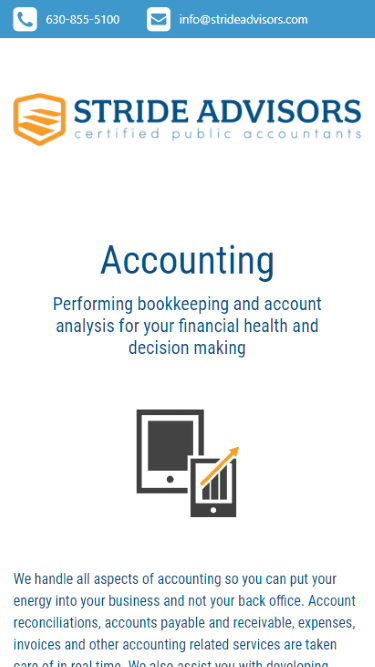 630-855-5100 info@strideadvisors.com
STRIDE ADVISORS
certified public accountants
Accounting
Performing bookkeeping and account
analysis for your financial health and
decision making
We handle all aspects of accounting so you can put your
energy into your business and not your back office. Account
reconciliations, accounts payable and receivable, expenses,
invoices and other accounting related services are taken
care of in real time. We also assist you with developing